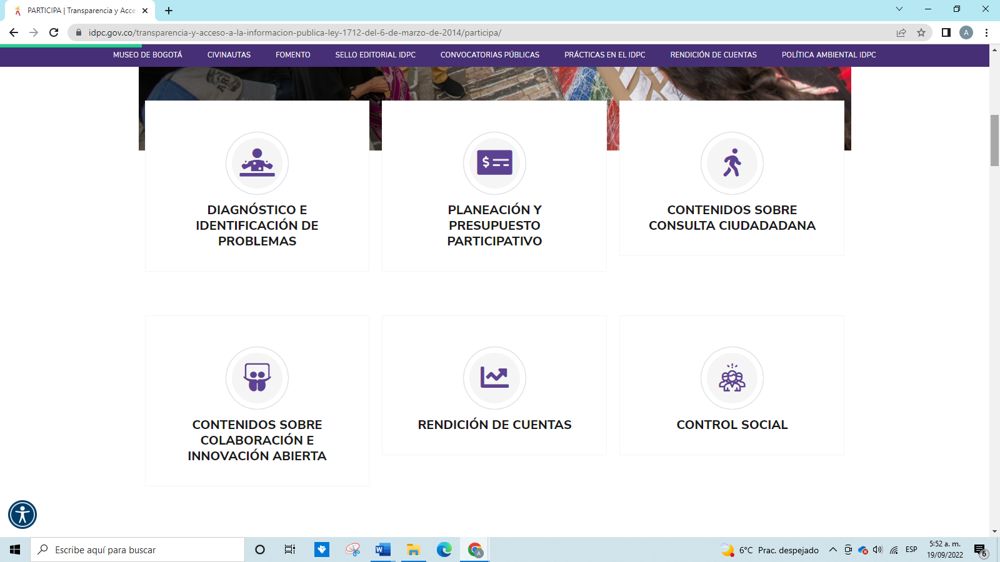 PARTICIPA | Transparencia y Acce
idpc.gov.co/transparencia-y-acceso-a-la-informacion-publica-ley-1712-del-6-de-marzo-de-2014/participa/
A
MUSEO DE BOGOTÁ CIVINAUTAS FOMENTO SELLO EDITORIAL IDPC CONVOCATORIAS PÚBLICAS PRÁCTICAS EN EL IDPC RENDICIÓN DE CUENTAS POLÍTICA AMBIENTAL IDPC
DIAGNÓSTICO E
IDENTIFICACIÓN DE
PROBLEMAS
PLANEACIÓN Y
PRESUPUESTO
PARTICIPATIVO
CONTENIDOS SOBRE
CONSULTA CIUDADADANA
CONTENIDOS SOBRE
COLABORACIÓN E
INNOVACIÓN ABIERTA
RENDICIÓN DE CUENTAS
CONTROL SOCIAL
Escribe aquí para buscar
W
A
6°C Prac. despejado
ESP
5:52 a. m.
19/09/2022
6